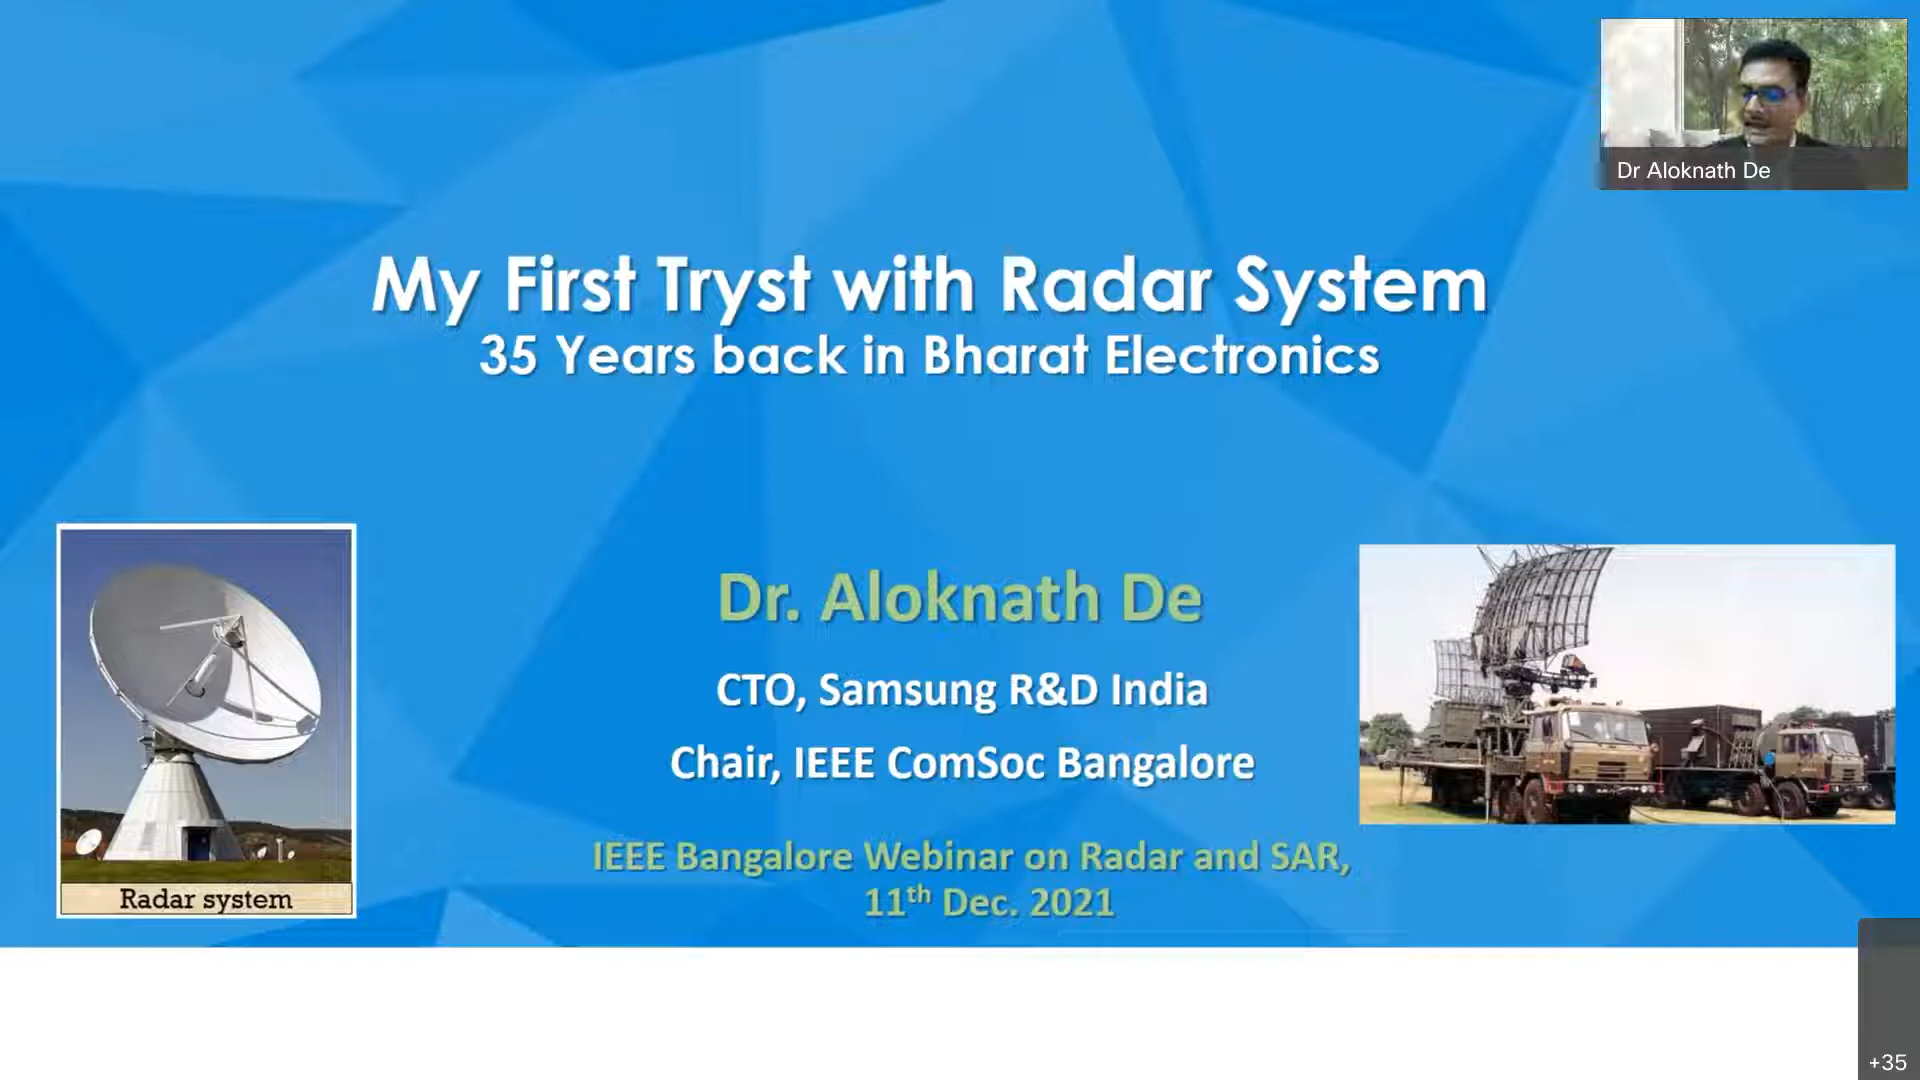 Dr Aloknath De
My First Tryst with Radar System
35 Years back in Bharat Electronics
Dr. Aloknath De
CTO, Samsung R&D India
Chair, IEEE ComSoc Bangalore
IEEE Bangalore Webinar on Radar and SAR,
11th Dec. 2021
Radar system
+35